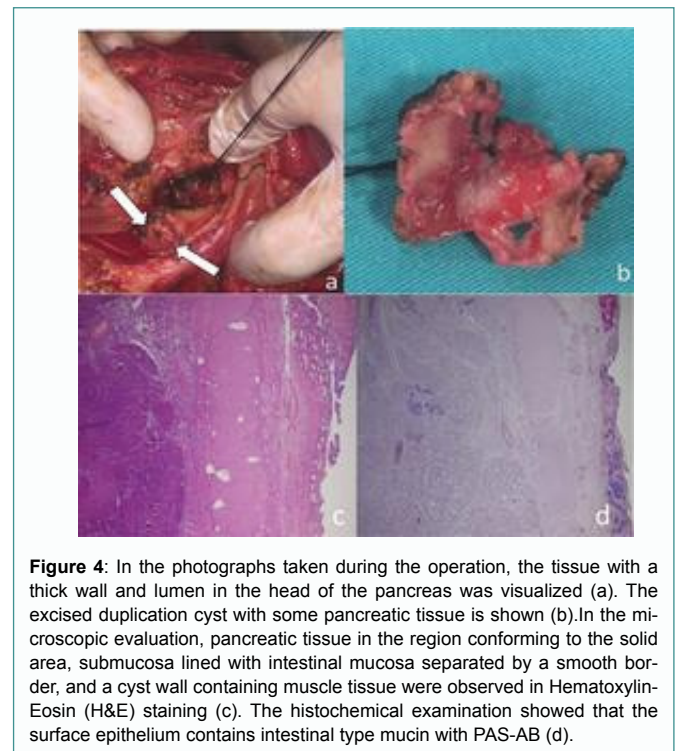 a
b
c
d
Figure 4: In the photographs taken during the operation, the tissue with a
thick wall and lumen in the head of the pancreas was visualized (a). The
excised duplication cyst with some pancreatic tissue is shown (b).In the mi-
croscopic evaluation, pancreatic tissue in the region conforming to the solid
area, submucosa lined with intestinal mucosa separated by a smooth bor-
der, and a cyst wall containing muscle tissue were observed in Hematoxylin-
Eosin (H&E) staining (c). The histochemical examination showed that the
surface epithelium contains intestinal type mucin with PAS-AB (d).